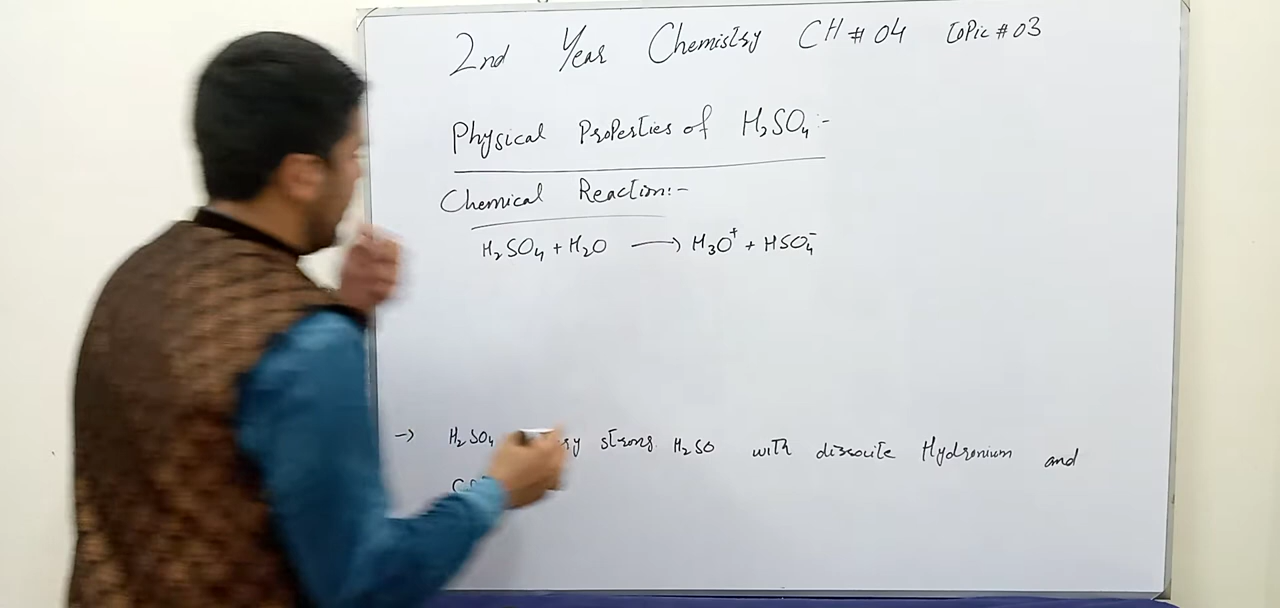 2nd Year Chemistry CH # 04 Topic # 03
Physical Properties of H₂SO₄:-
Chemical Reaction:-
H₂SO₄ + H₂O ⟶ H₃O⁺ + HSO₄⁻
→ H₂SO₄ strong H₂SO with dissocite Hydronium and